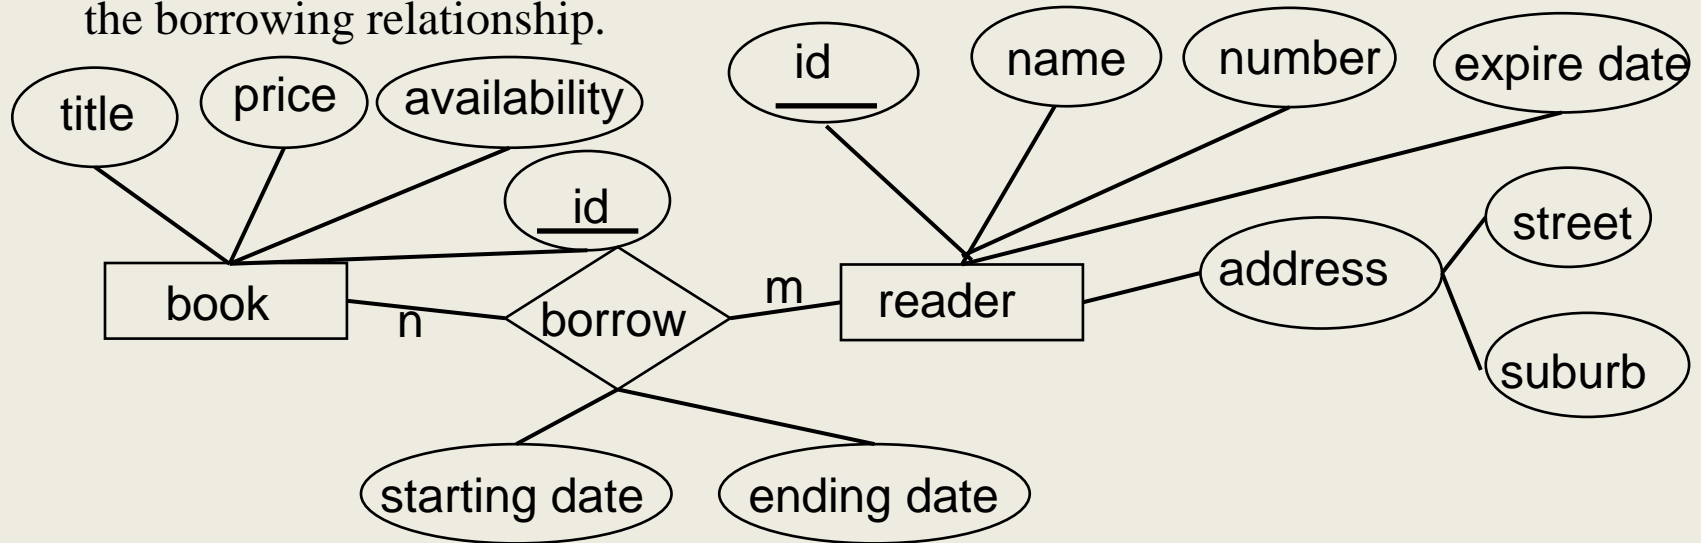 the borrowing relationship.
id
name
number
expire date
title
price
availability
id
street
address
book
n
borrow
m
reader
suburb
starting date
ending date